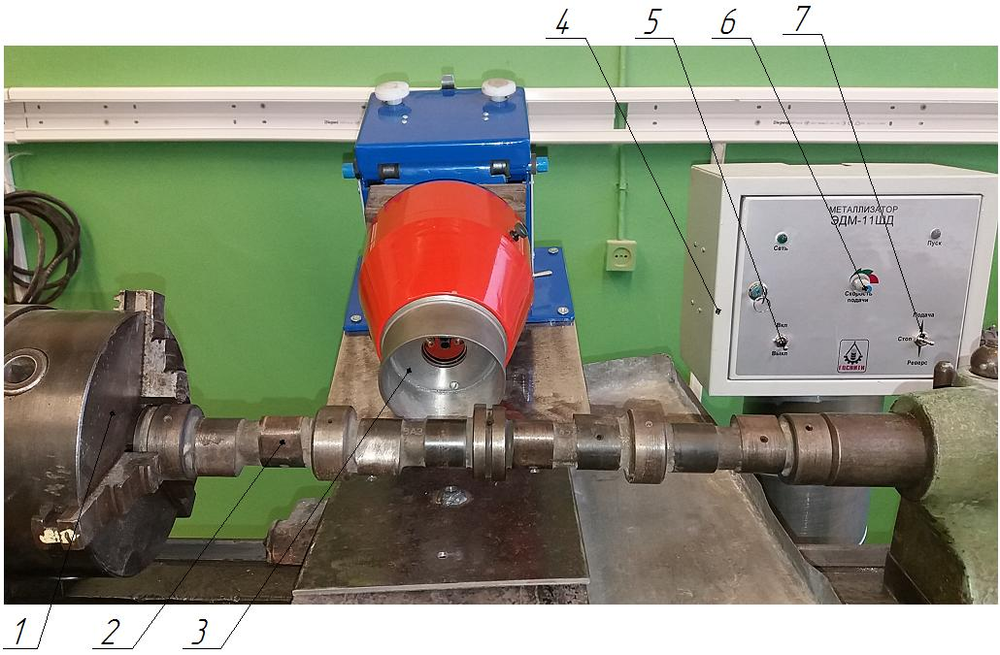 4 5 6 7
МЕТАЛЛИЗАТОР
ЭДМ-11ШД
Сеть
Пуск
Скорость
подачи
Вкл
Выкл
Подача
Стоп
Реверс
ГОСНИТИ
1 2 3